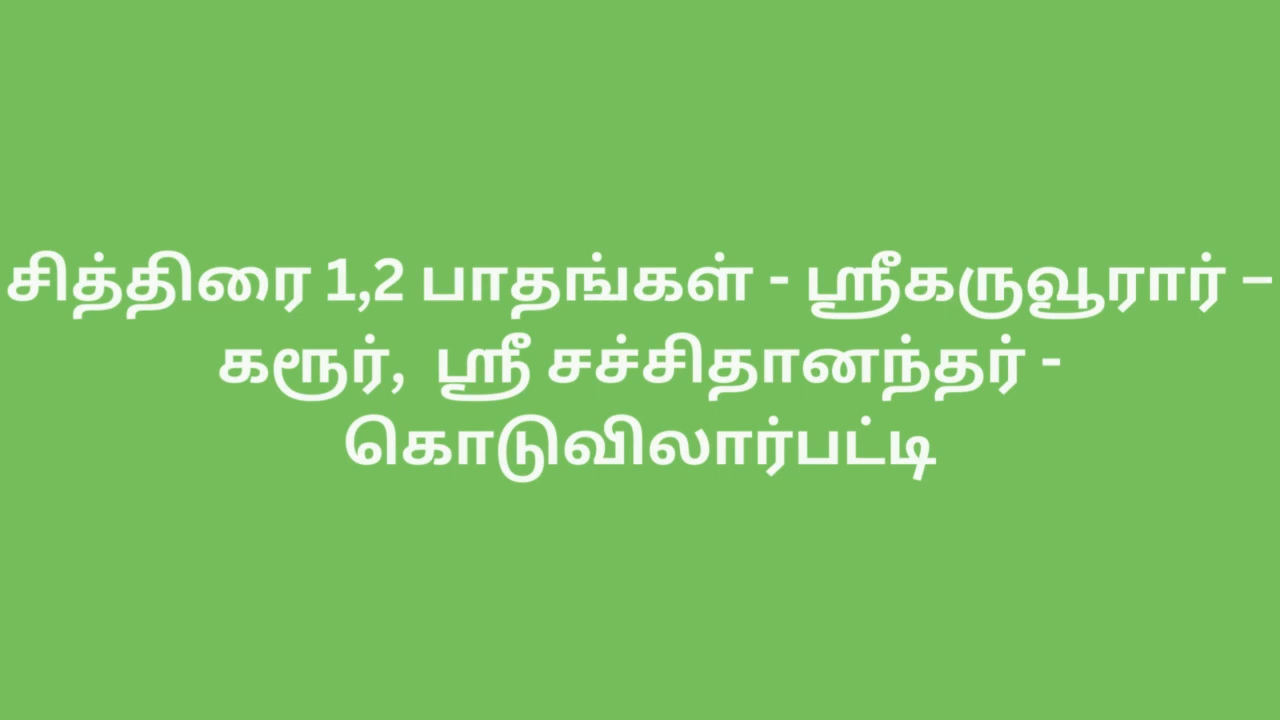 சித்திரை 1,2 பாதங்கள் - ஸ்ரீகருவூரார் –
கரூர், ஸ்ரீ சச்சிதானந்தர் -
கொடுவிலார்பட்டி